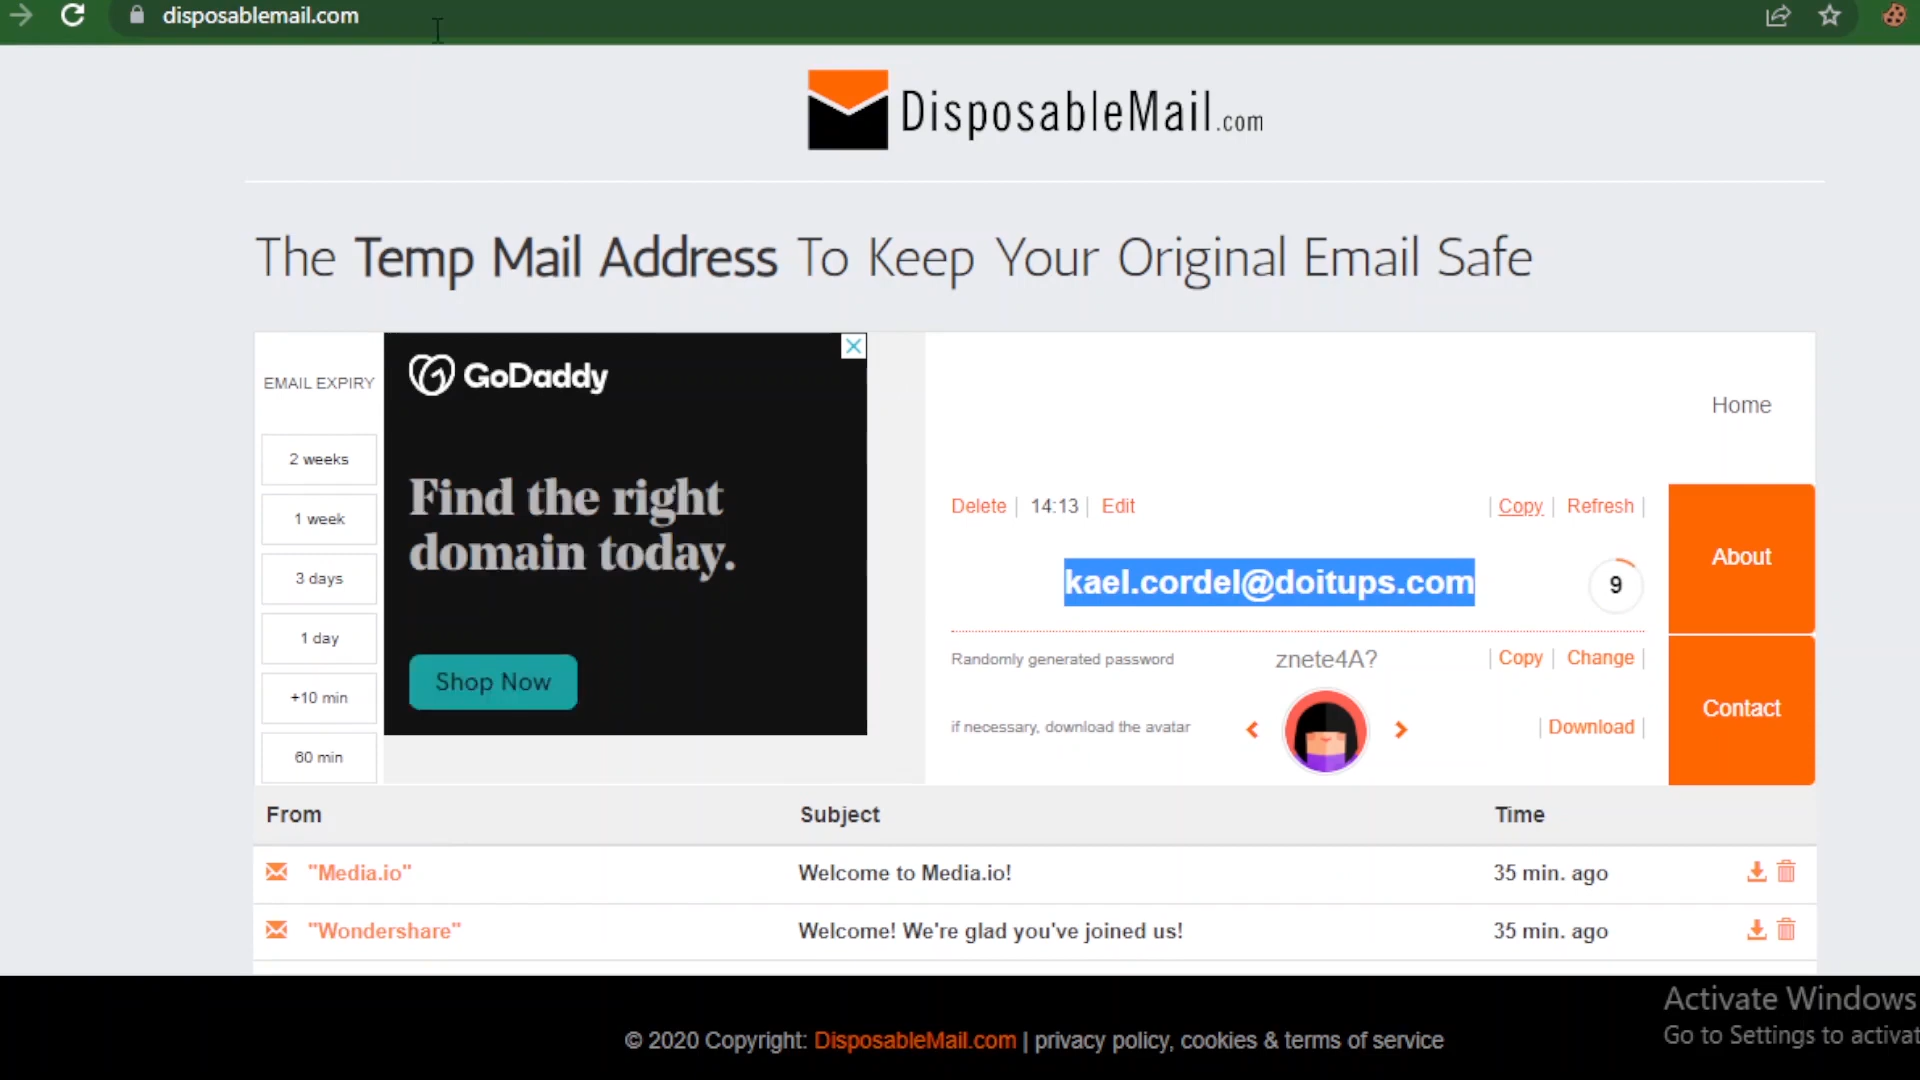 disposablemail.com
DisposableMail.com
The Temp Mail Address To Keep Your Original Email Safe
EMAIL EXPIRY
2 weeks
1 week
3 days
1 day
+10 min
60 min
GoDaddy
Find the right
domain today.
Shop Now
Home
Delete | 14:13 | Edit
| Copy | Refresh |
kael.cordel@doitups.com
9
Randomly generated password
znete4A?
| Copy | Change |
if necessary, download the avatar
| Download |
About
Contact
From Subject Time
"Media.io" Welcome to Media.io! 35 min. ago
"Wondershare" Welcome! We're glad you've joined us! 35 min. ago
© 2020 Copyright: DisposableMail.com | privacy policy, cookies & terms of service
Activate Windows
Go to Settings to activat